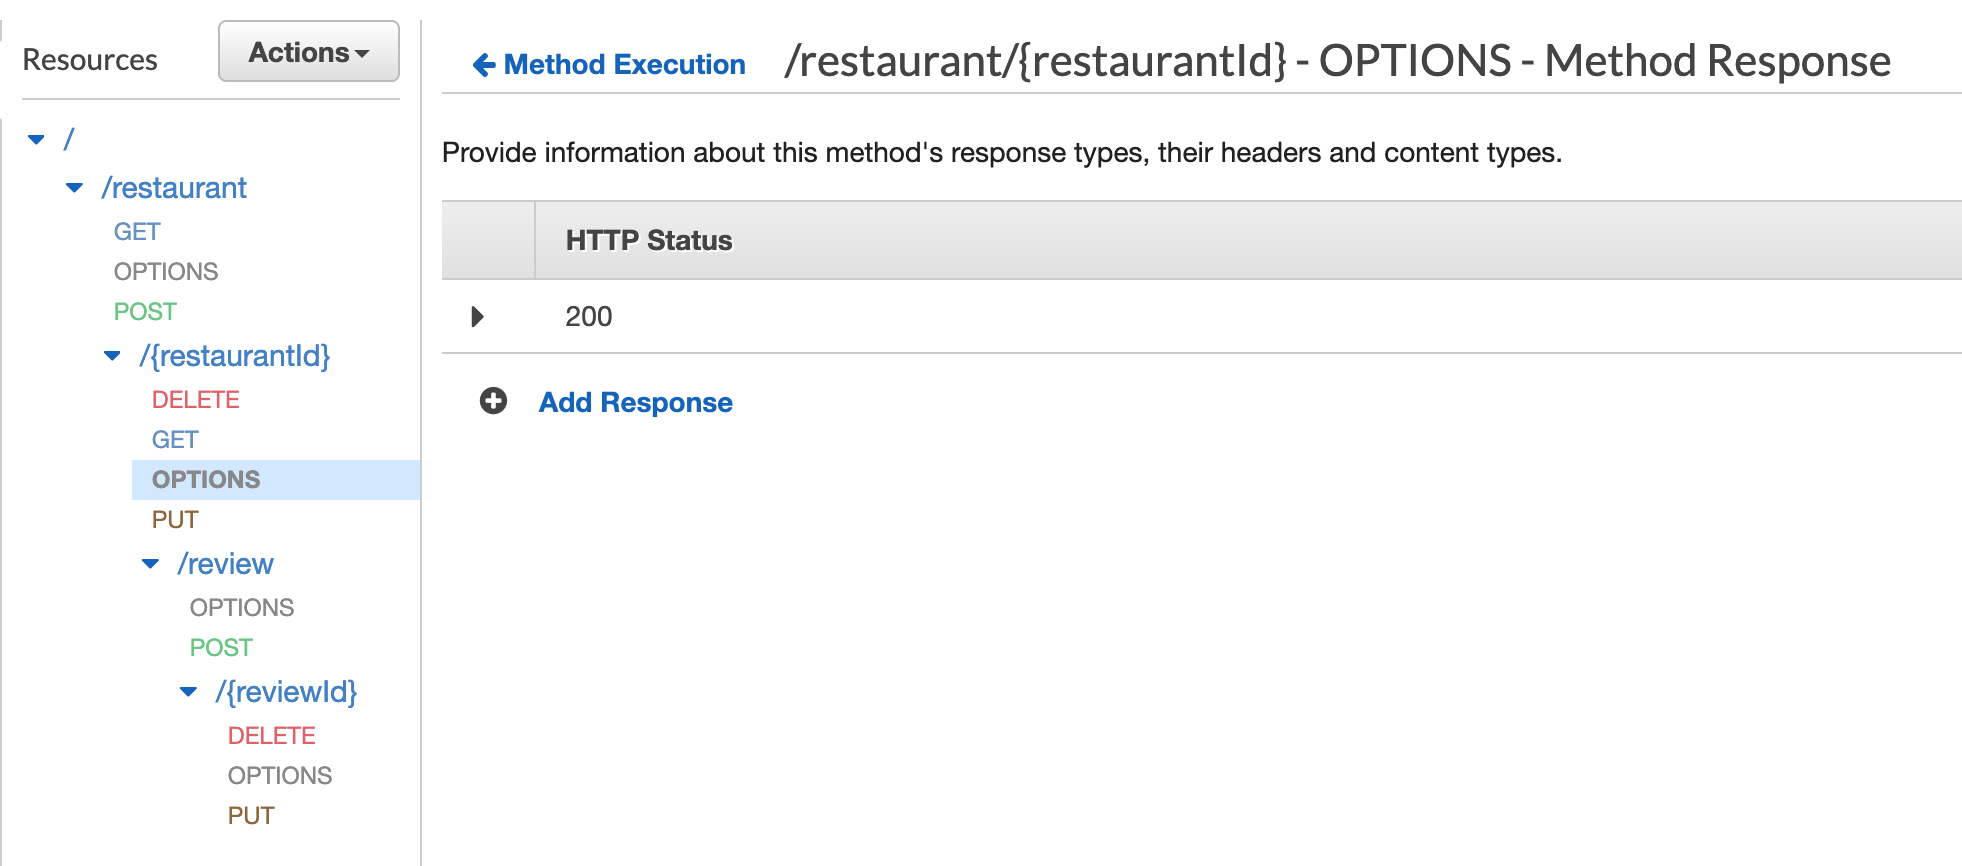 Resources
Actions
/
/restaurant
GET
OPTIONS
POST
/{restaurantId}
DELETE
GET
OPTIONS
PUT
/review
OPTIONS
POST
/{reviewId}
DELETE
OPTIONS
PUT
Method Execution
/restaurant/{restaurantId} - OPTIONS - Method Response
Provide information about this method's response types, their headers and content types.
HTTP Status
200
Add Response